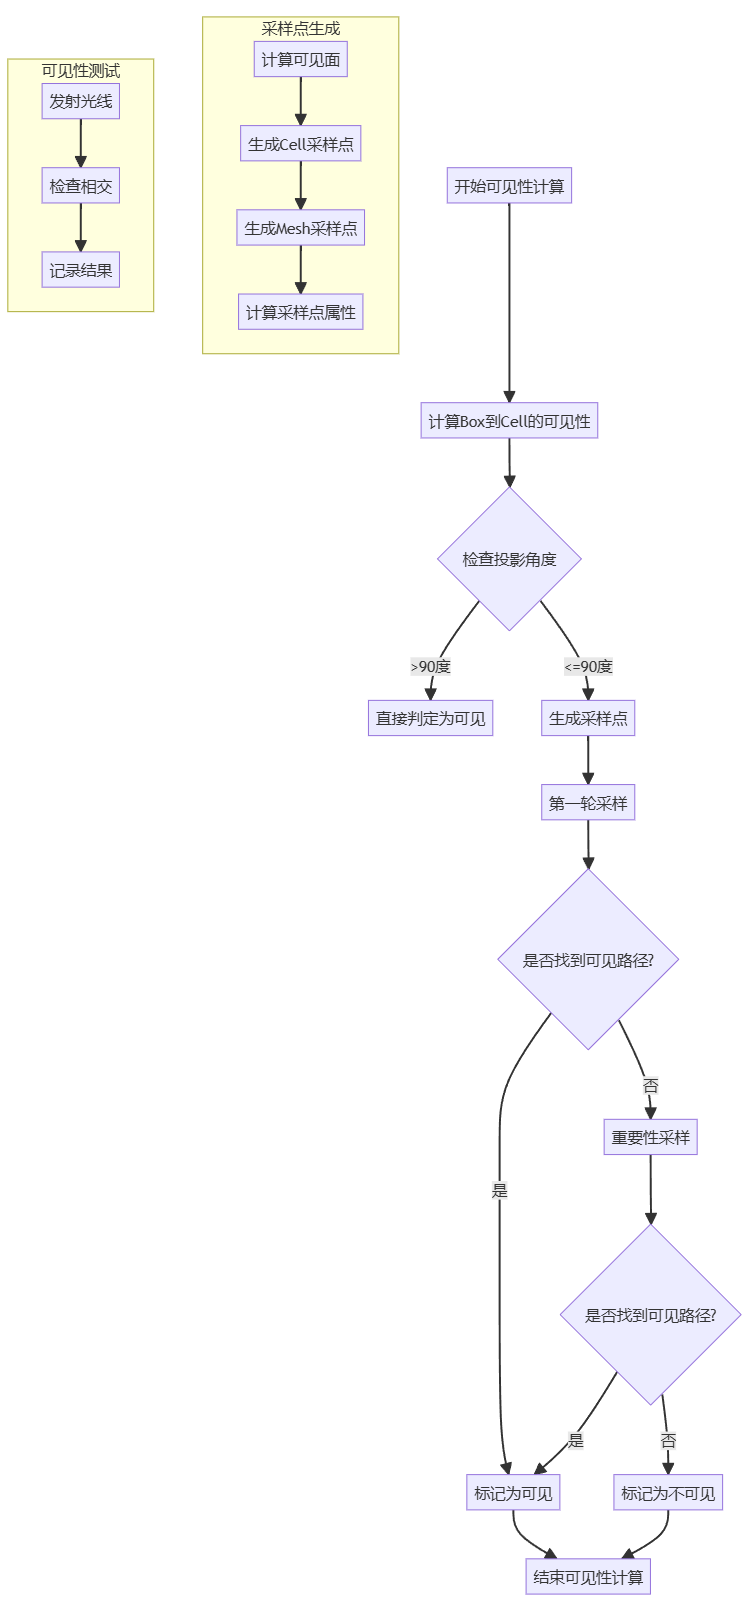 可见性测试
发射光线
检查相交
记录结果
采样点生成
计算可见面
生成Cell采样点
生成Mesh采样点
计算采样点属性
开始可见性计算
计算Box到Cell的可见性
检查投影角度
>90度
<=90度
直接判定为可见
生成采样点
第一轮采样
是否找到可见路径?
否
重要性采样
是
是否找到可见路径?
是
否
标记为可见
标记为不可见
结束可见性计算